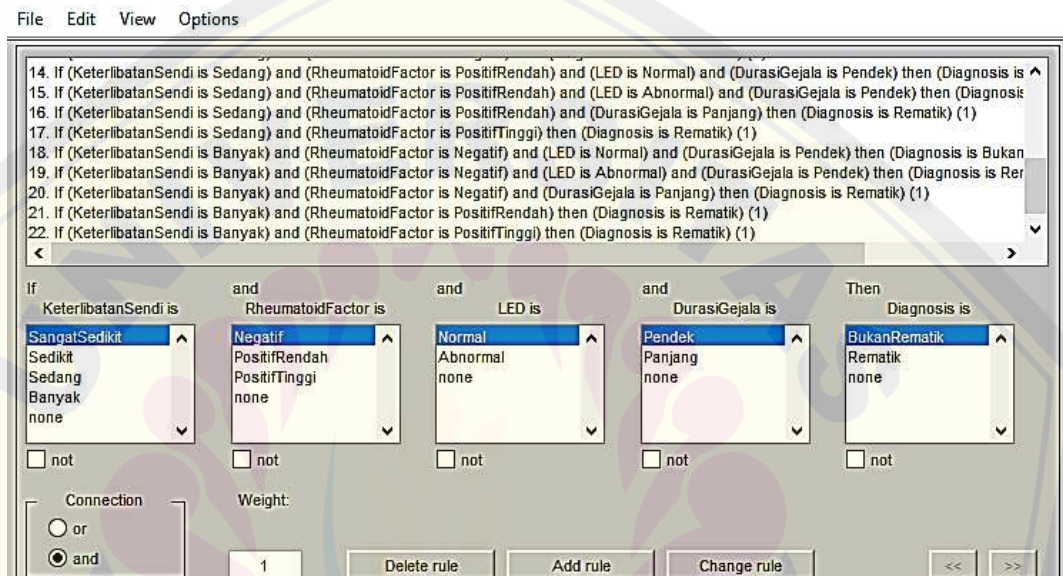 File Edit View Options
14. If (KeterlibatanSendi is Sedang) and (RheumatoidFactor is PositifRendah) and (LED is Normal) and (DurasiGejala is Pendek) then (Diagnosis is
15. If (KeterlibatanSendi is Sedang) and (RheumatoidFactor is PositifRendah) and (LED is Abnormal) and (DurasiGejala is Pendek) then (Diagnosis
16. If (KeterlibatanSendi is Sedang) and (RheumatoidFactor is PositifRendah) and (DurasiGejala is Panjang) then (Diagnosis is Rematik) (1)
17. If (KeterlibatanSendi is Sedang) and (RheumatoidFactor is PositifTinggi) then (Diagnosis is Rematik) (1)
18. If (KeterlibatanSendi is Banyak) and (RheumatoidFactor is Negatif) and (LED is Normal) and (DurasiGejala is Pendek) then (Diagnosis is Bukan
19. If (KeterlibatanSendi is Banyak) and (RheumatoidFactor is Negatif) and (LED is Abnormal) and (DurasiGejala is Pendek) then (Diagnosis is Rer
20. If (KeterlibatanSendi is Banyak) and (RheumatoidFactor is Negatif) and (DurasiGejala is Panjang) then (Diagnosis is Rematik) (1)
21. If (KeterlibatanSendi is Banyak) and (RheumatoidFactor is PositifRendah) then (Diagnosis is Rematik) (1)
22. If (KeterlibatanSendi is Banyak) and (RheumatoidFactor is PositifTinggi) then (Diagnosis is Rematik) (1)
If and and and Then
KeterlibatanSendi is RheumatoidFactor is LED is DurasiGejala is Diagnosis is
SangatSedikit Negatif Normal Pendek BukanRematik
Sedikit PositifRendah Abnormal Panjang Rematik
Sedang PositifTinggi none none none
Banyak none
none
not not not not not
Connection Weight:
or
and 1 Delete rule Add rule Change rule << >>